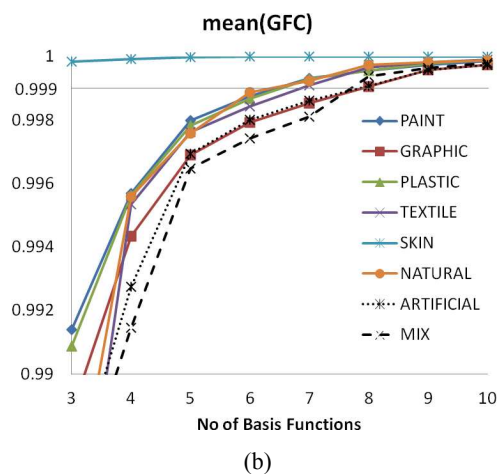 mean(GFC)
1
0.999
0.998
0.996
0.994
0.992
0.99
PAINT
GRAPHIC
PLASTIC
TEXTILE
SKIN
NATURAL
ARTIFICIAL
MIX
3 4 5 6 7 8 9 10
No of Basis Functions
(b)